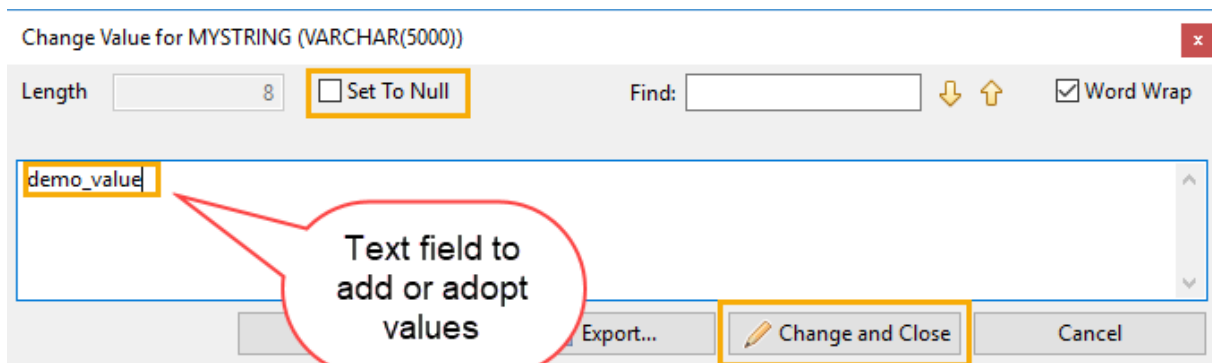 Change Value for MYSTRING (VARCHAR(5000))
x
Length 8 Set To Null Find: Word Wrap
demo_value
Text field to
add or adopt
values
Export... Change and Close Cancel